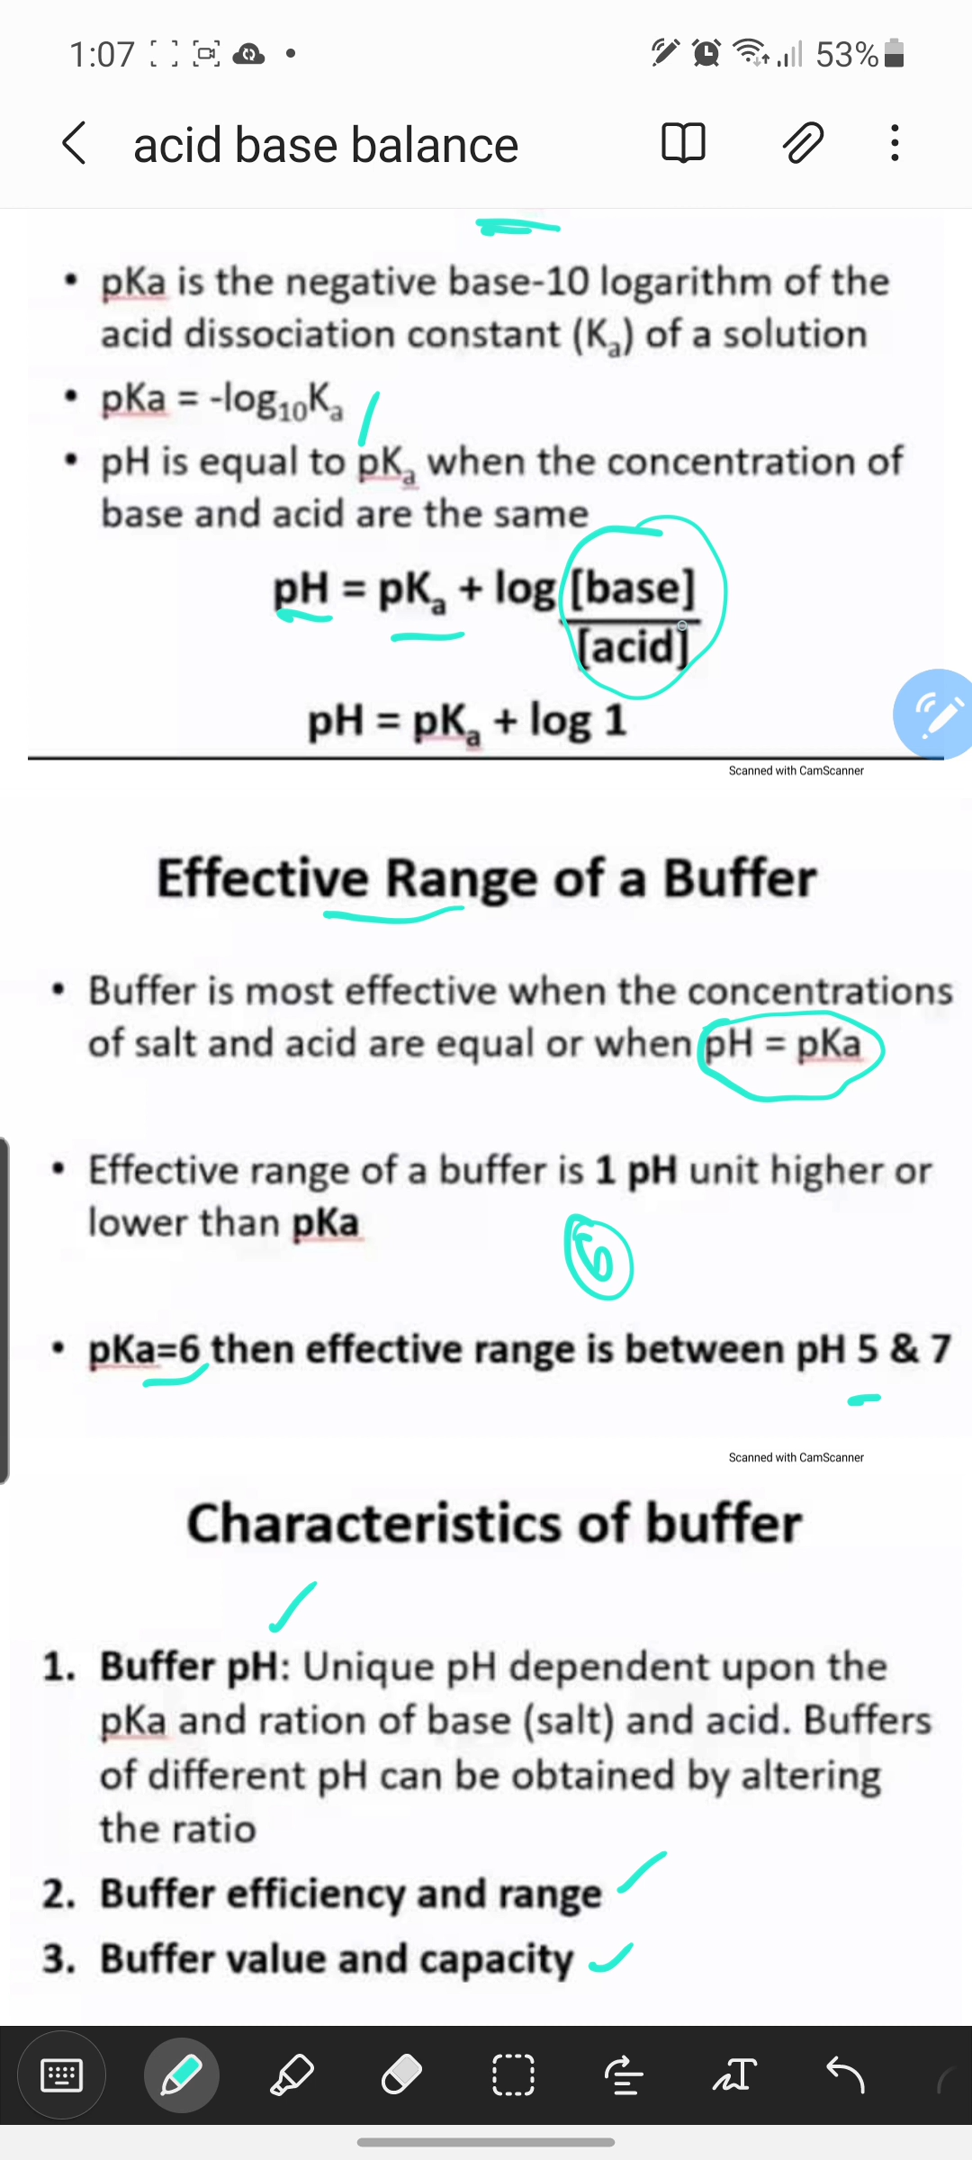 1:07 53%
acid base balance
• pKa is the negative base-10 logarithm of the
acid dissociation constant (Ka) of a solution
• pKa = -log10Ka
• pH is equal to pKa when the concentration of
base and acid are the same
pH = pKa + log [base]
[acid]
pH = pKa + log 1
Scanned with CamScanner
Effective Range of a Buffer
• Buffer is most effective when the concentrations
of salt and acid are equal or when pH = pKa
• Effective range of a buffer is 1 pH unit higher or
lower than pKa
6
• pKa=6 then effective range is between pH 5 & 7
Scanned with CamScanner
Characteristics of buffer
1. Buffer pH: Unique pH dependent upon the
pKa and ration of base (salt) and acid. Buffers
of different pH can be obtained by altering
the ratio
2. Buffer efficiency and range
3. Buffer value and capacity